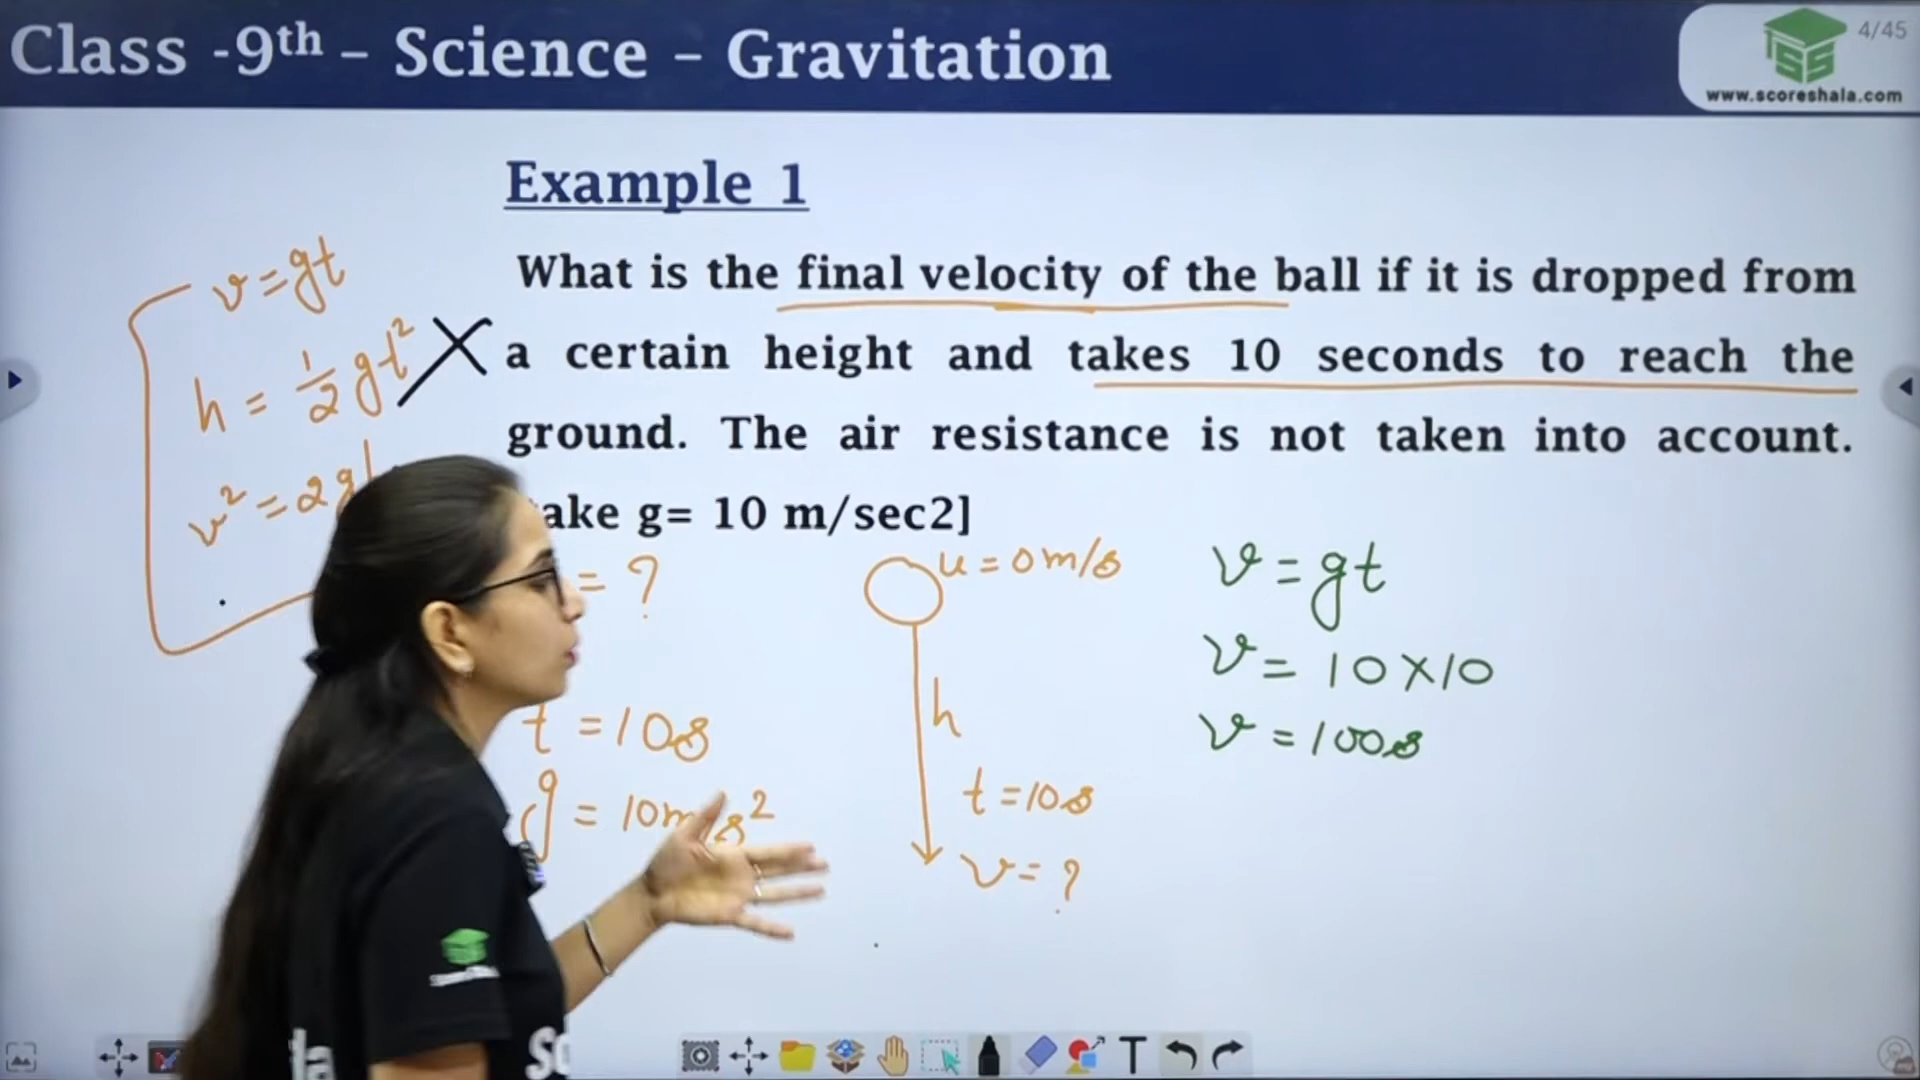 Class -9th – Science – Gravitation
4/45
www.scoreshala.com
Example 1
What is the final velocity of the ball if it is dropped from
a certain height and takes 10 seconds to reach the
ground. The air resistance is not taken into account.
ake g= 10 m/sec2]
v=gt
h = 1/2 gt²
v² = 2g
= ?
t = 10s
g = 10m/s²
u = 0m/s
h
t = 10s
v = ?
v = gt
v = 10×10
v = 100s
T